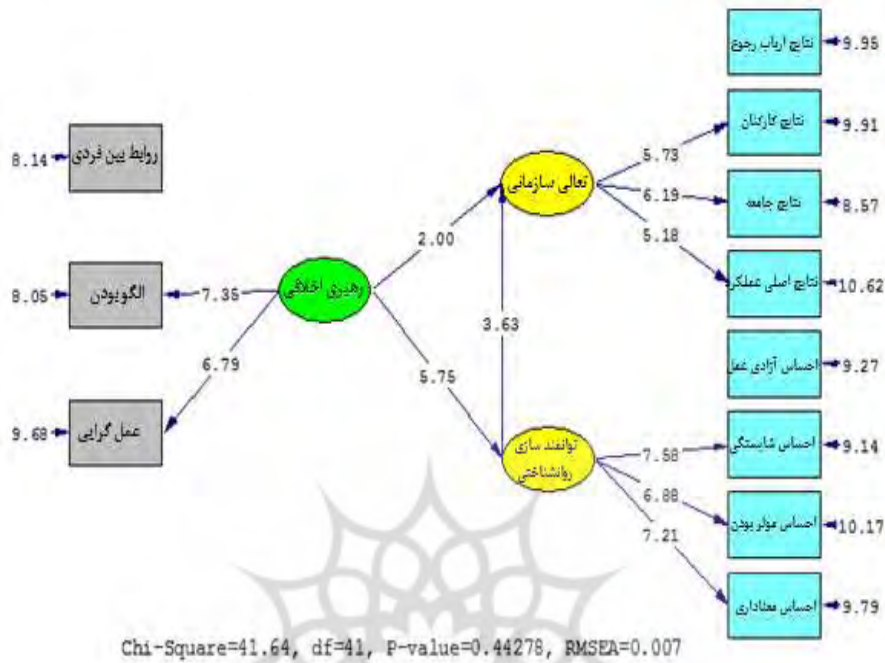 نتایج ارباب رجوع
9.95
نتایج کارکنان
9.91
روابط بین فردی
8.14
5.73
تعالی سازمانی
6.19
نتایج جامعه
8.57
2.00
5.18
نتایج اصلی عملکرد
10.62
الگوبودن
8.05
7.35
رهبری اخلاقی
3.63
احساس آزادی عمل
9.27
6.79
5.75
عمل گرایی
9.68
توانمند سازی
روانشناختی
7.58
احساس شایستگی
9.14
6.88
احساس موثر بودن
10.17
7.21
احساس معناداری
9.79
Chi-Square=41.64, df=41, P-value=0.44278, RMSEA=0.007